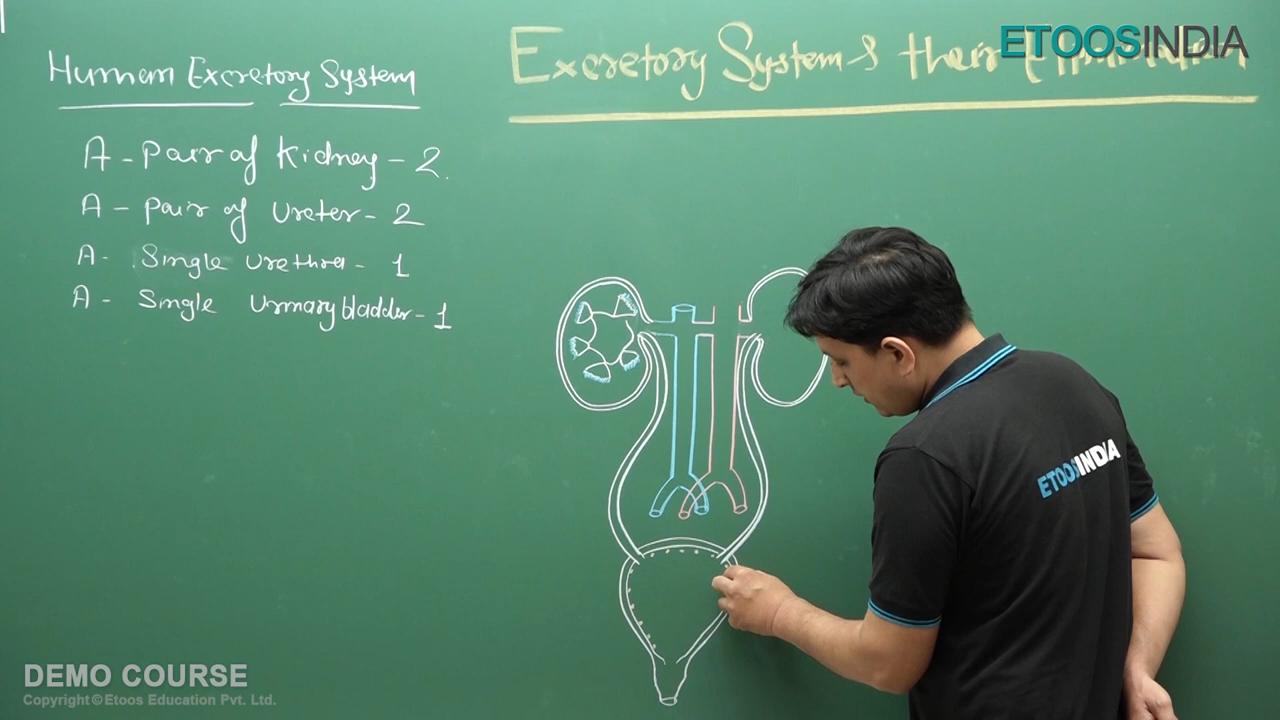 ETOOSINDIA
Excretory System & their
Human Excretory System
A - Pair of Kidney - 2
A - Pair of Ureter - 2
A - Single Urethra - 1
A - Single Urinary bladder - 1
ETOOSINDIA
DEMO COURSE
Copyright © Etoos Education Pvt. Ltd.